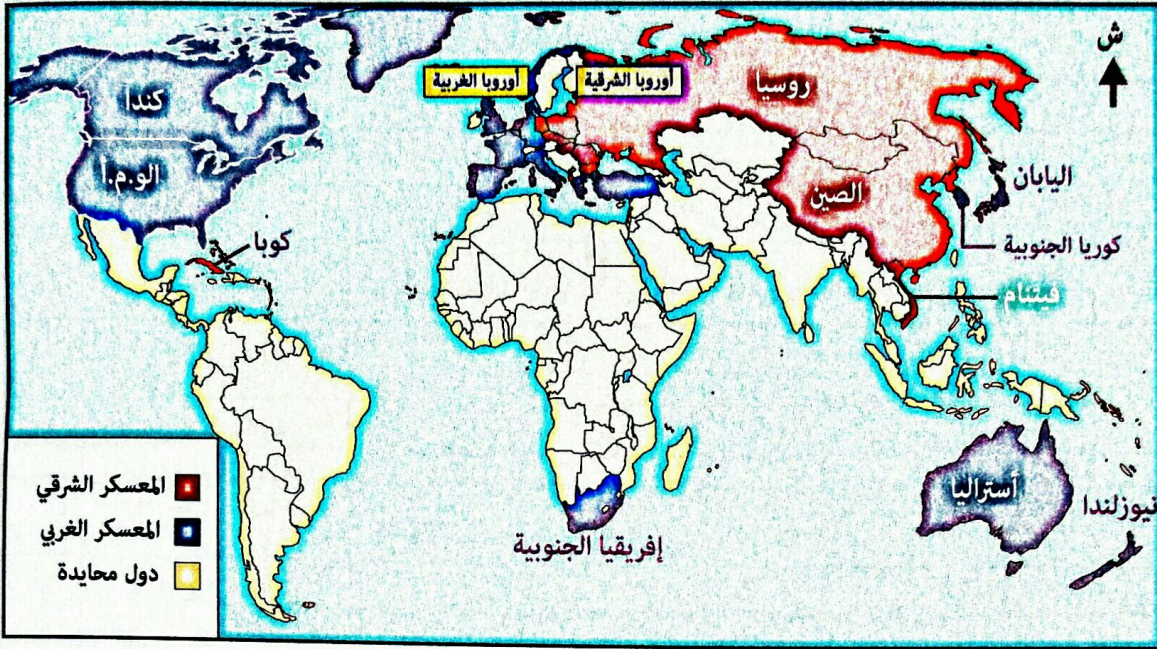 ش
أوروبا الغربية
أوروبا الشرقية
روسيا
كندا
الو.م.أ
الصين
اليابان
كوبا
كوريا الجنوبية
فيتنام
أستراليا
نيوزلندا
إفريقيا الجنوبية
المعسكر الشرقي
المعسكر الغربي
دول محايدة